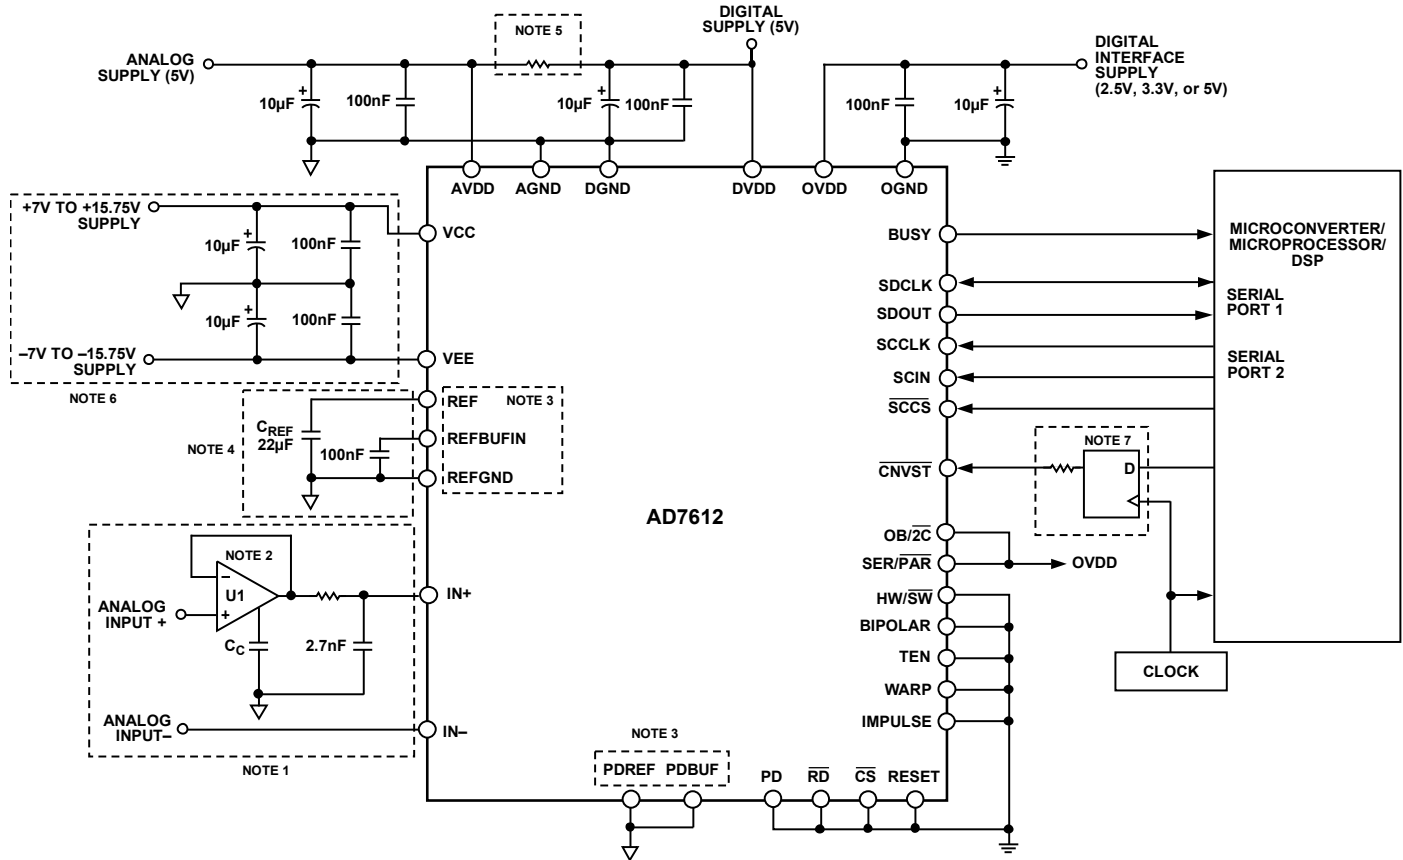 DIGITAL
SUPPLY (5V)
NOTE 5
ANALOG
SUPPLY (5V)
DIGITAL
INTERFACE
SUPPLY
(2.5V, 3.3V, or 5V)
+
10µF
100nF
+
10µF
100nF
100nF
+
10µF
AVDD
AGND
DGND
DVDD
OVDD
OGND
+7V TO +15.75V
SUPPLY
+
10µF
100nF
+
10µF
100nF
–7V TO –15.75V
SUPPLY
NOTE 6
VCC
VEE
NOTE 4
CREF
22µF
100nF
REF
NOTE 3
REFBUFIN
REFGND
AD7612
NOTE 2
–
U1
+
ANALOG
INPUT +
CC
2.7nF
ANALOG
INPUT–
NOTE 1
IN+
IN–
BUSY
SDCLK
SDOUT
SCCLK
SCIN
SCCS
CNVST
OB/2C
SER/PAR
OVDD
HW/SW
BIPOLAR
TEN
WARP
IMPULSE
MICROCONVERTER/
MICROPROCESSOR/
DSP
SERIAL
PORT 1
SERIAL
PORT 2
NOTE 7
D
CLOCK
NOTE 3
PDREF PDBUF
PD
RD
CS
RESET